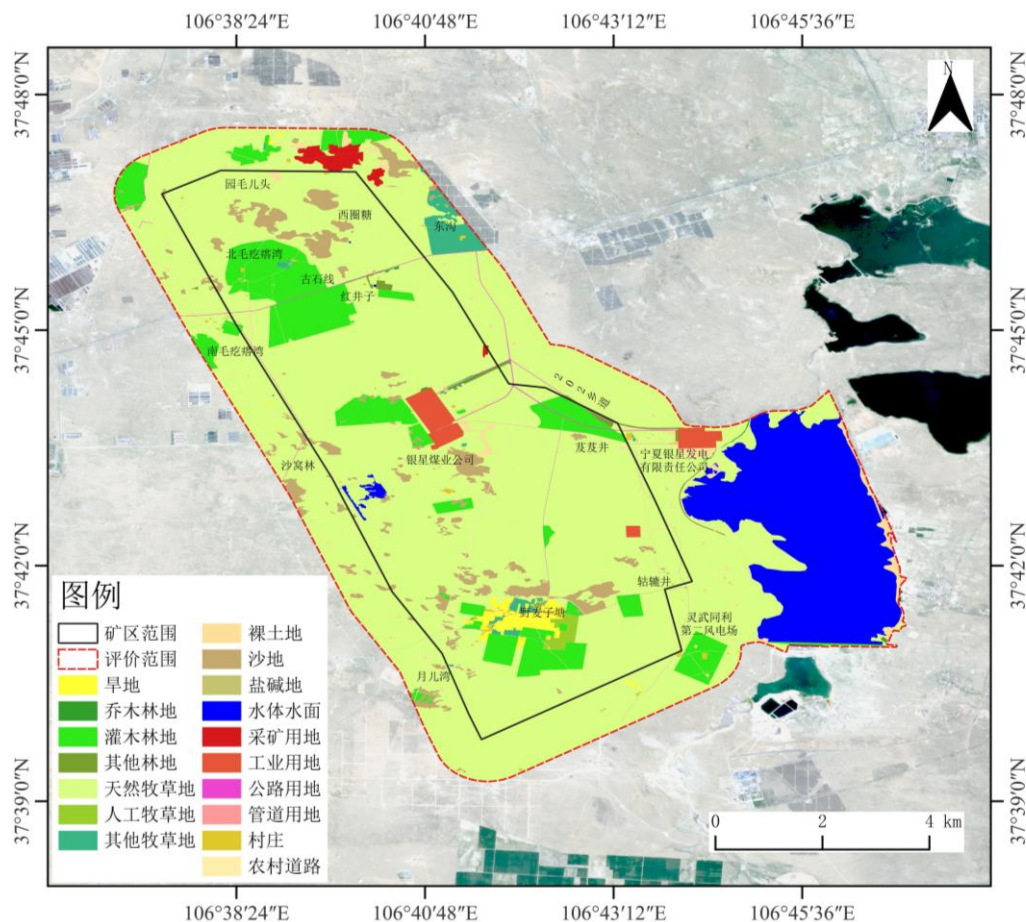 106°38′24″E
106°40′48″E
106°43′12″E
106°45′36″E
37°48′0″N
37°48′0″N
N
园毛儿头
西圈糖
东沟
北毛疙瘩湾
古石线
红井子
37°45′0″N
37°45′0″N
南毛疙瘩湾
202乡道
芨芨井
宁夏银星发电
有限责任公司
银星煤业公司
沙窝林
37°42′0″N
37°42′0″N
轱辘井
野麦子塘
灵武同利
第二风电场
月儿湾
图例
矿区范围
评价范围
旱地
乔木林地
灌木林地
其他林地
天然牧草地
人工牧草地
其他牧草地
裸土地
沙地
盐碱地
水体水面
采矿用地
工业用地
公路用地
管道用地
村庄
农村道路
37°39′0″N
37°39′0″N
0 2 4 km
106°38′24″E
106°40′48″E
106°43′12″E
106°45′36″E